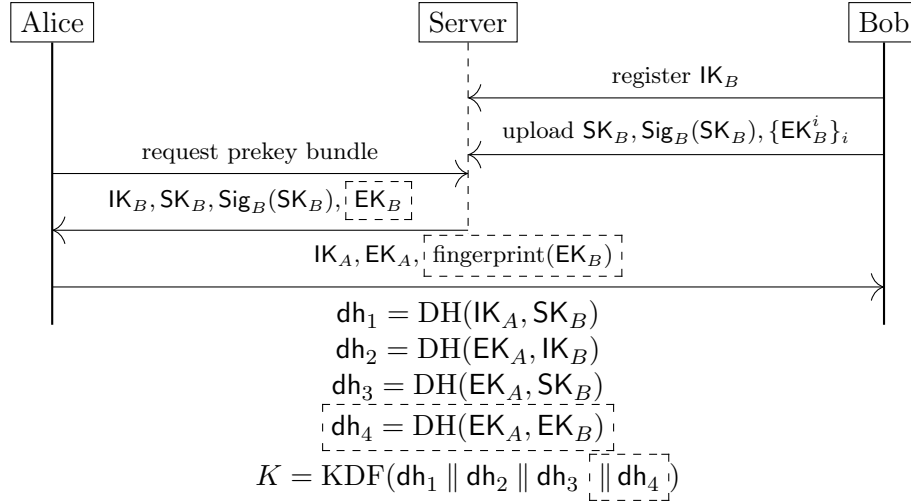 Alice Server Bob
register IK_B
upload SK_B, Sig_B(SK_B), {EK_B^i}_i
request prekey bundle
IK_B, SK_B, Sig_B(SK_B), EK_B
IK_A, EK_A, fingerprint(EK_B)
dh_1 = DH(IK_A, SK_B)
dh_2 = DH(EK_A, IK_B)
dh_3 = DH(EK_A, SK_B)
dh_4 = DH(EK_A, EK_B)
K = KDF(dh_1 ∥ dh_2 ∥ dh_3 ∥ dh_4)